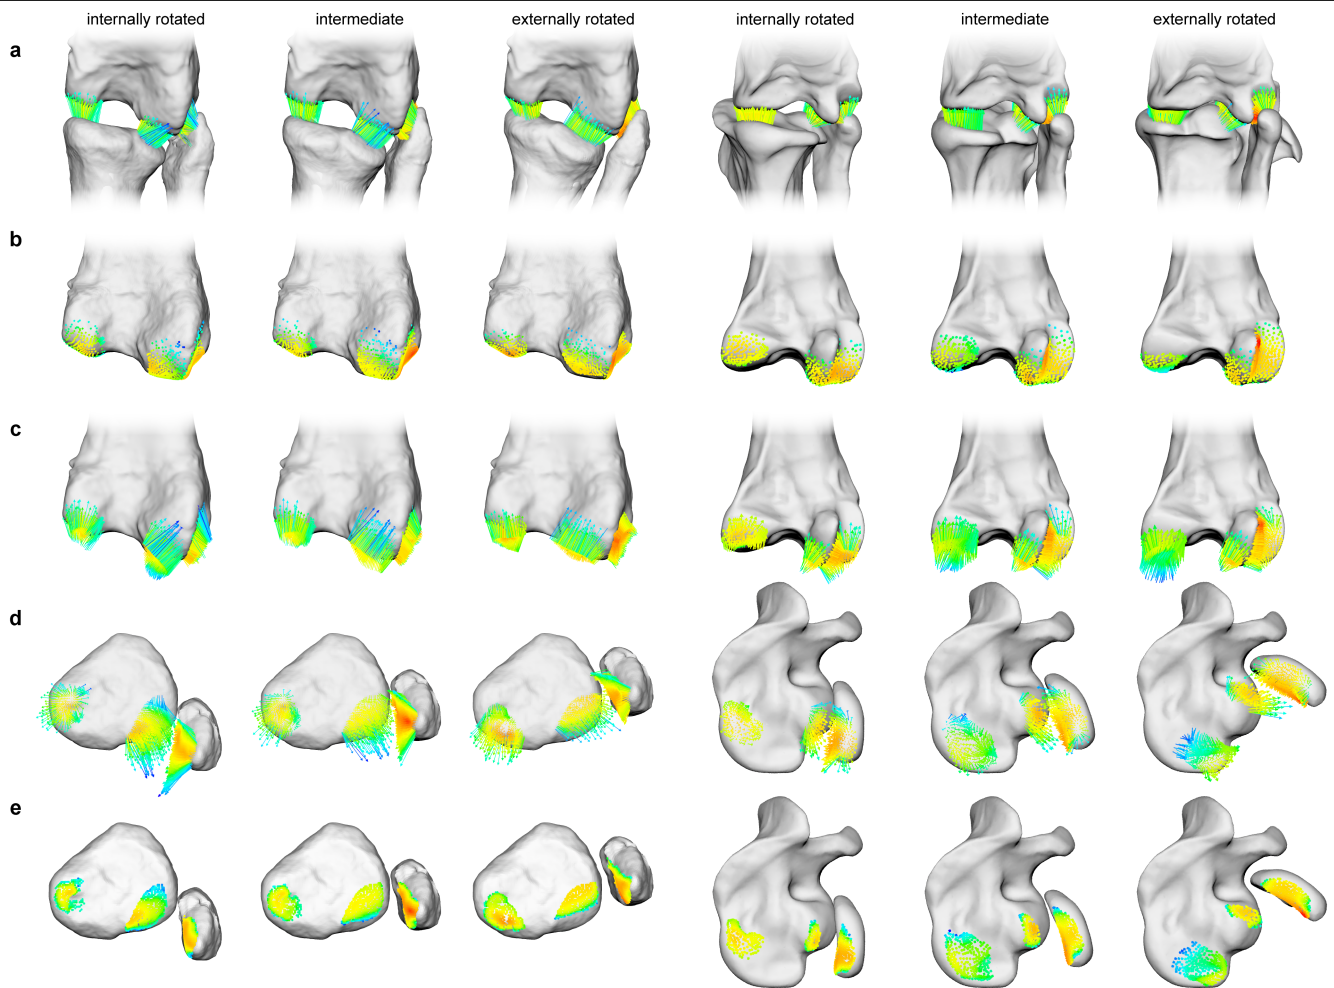 internally rotated intermediate externally rotated internally rotated intermediate externally rotated
a
b
c
d
e